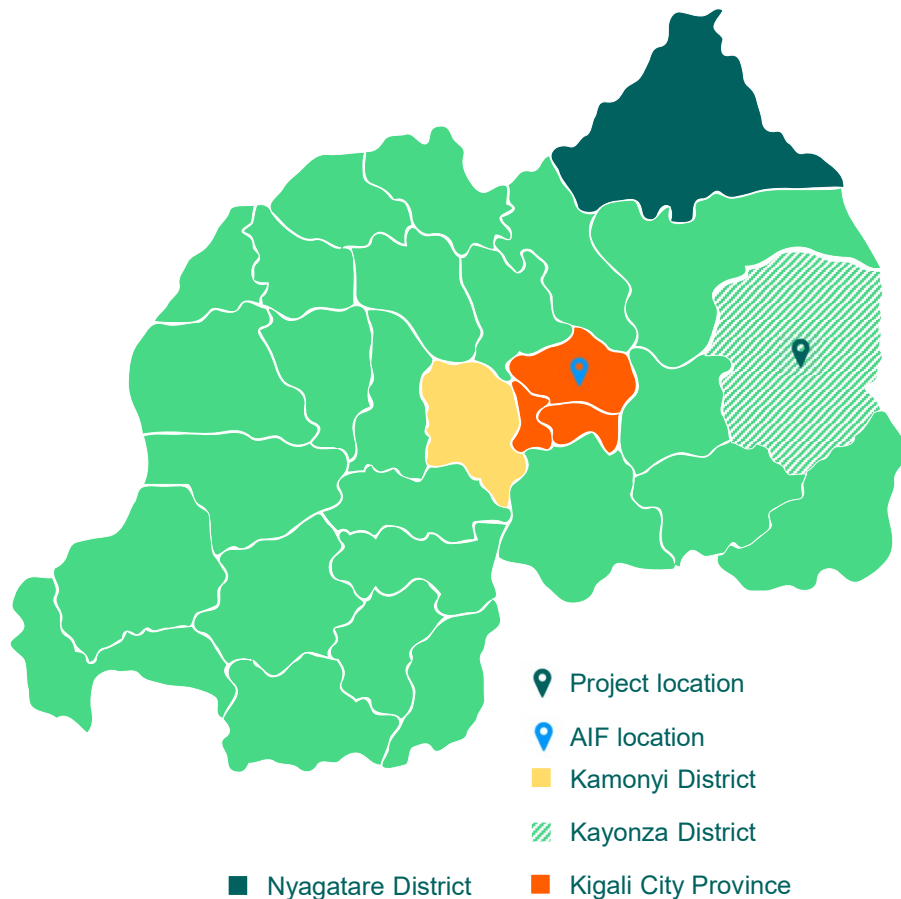 Project location
AIF location
Kamonyi District
Kayonza District
Nyagatare District
Kigali City Province